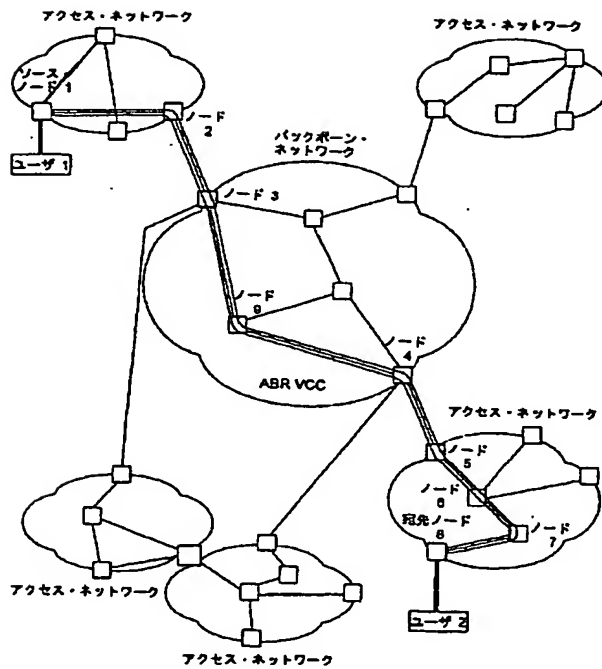 アクセス・ネットワーク
アクセス・ネットワーク
ソース・
ノード 1
ノード
2
ユーザ 1
バックボーン・
ネットワーク
ノード 3
ノード
9
ノード
4
ABR VCC
アクセス・ネットワーク
ノード
5
ノード
6
宛先ノード
8
ノード
7
アクセス・ネットワーク
ユーザ 2
アクセス・ネットワーク